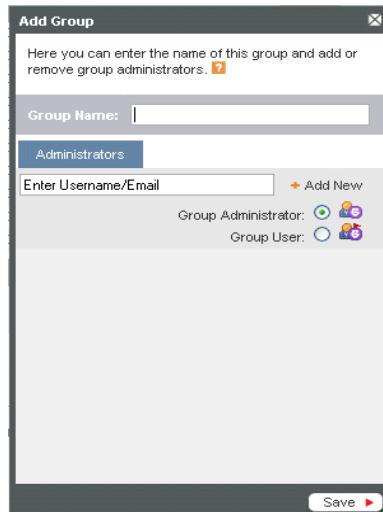 Add Group
Here you can enter the name of this group and add or
remove group administrators. ?
Group Name:
Administrators
Enter Username/Email
+ Add New
Group Administrator:
Group User:
Save